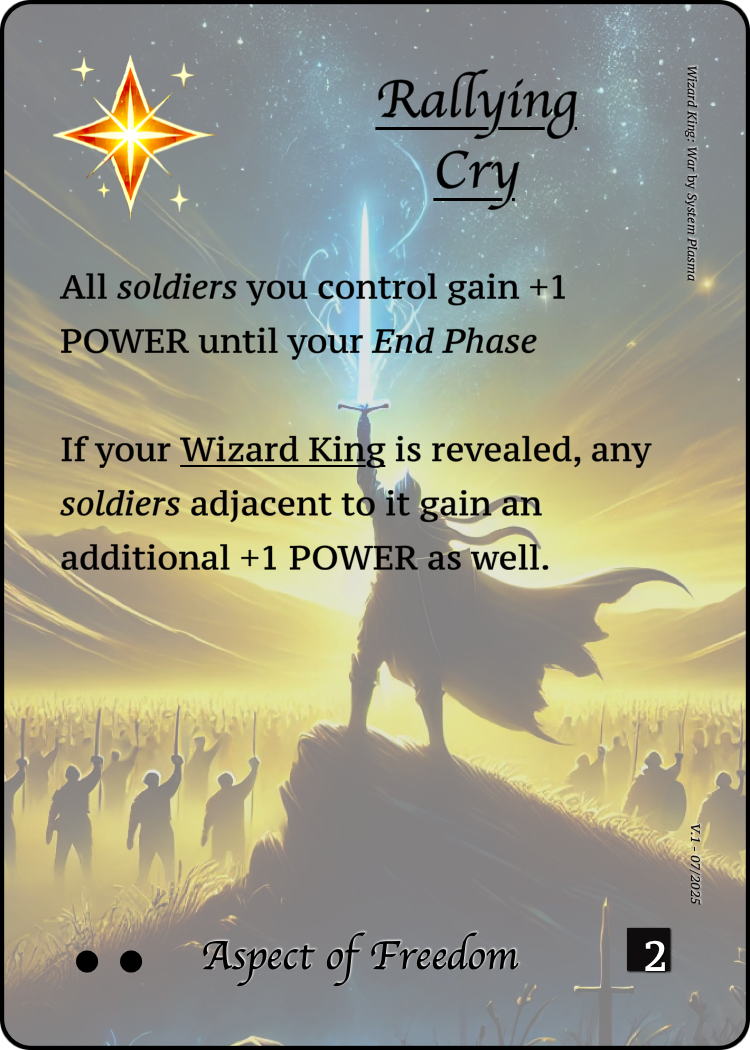 Rallying
Cry
Wizard King: War by System Plasma
All soldiers you control gain +1
POWER until your End Phase
If your Wizard King is revealed, any
soldiers adjacent to it gain an
additional +1 POWER as well.
V.1 - 07/2025
Aspect of Freedom
2